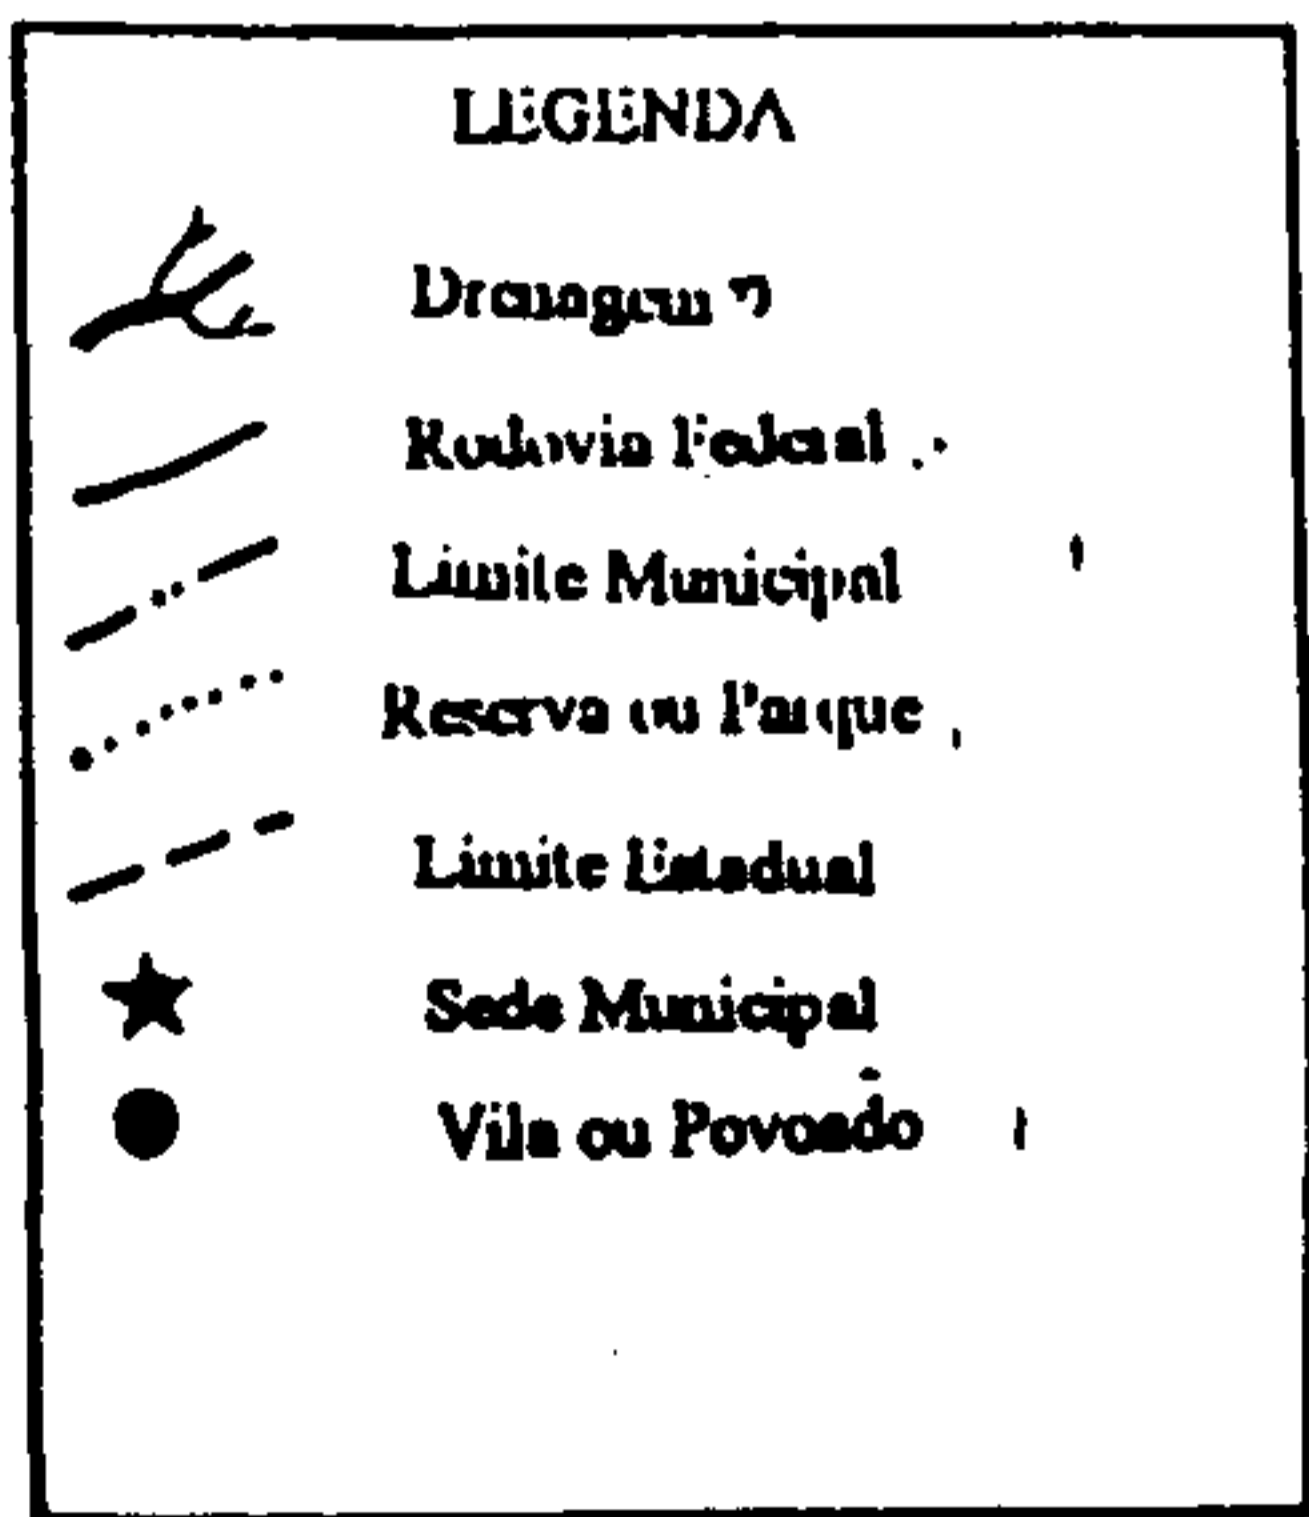 LEGENDA
Drenagem
Rodovia Federal
Limite Municipal
Reserva ou Parque
Limite Estadual
Sede Municipal
Vila ou Povoado